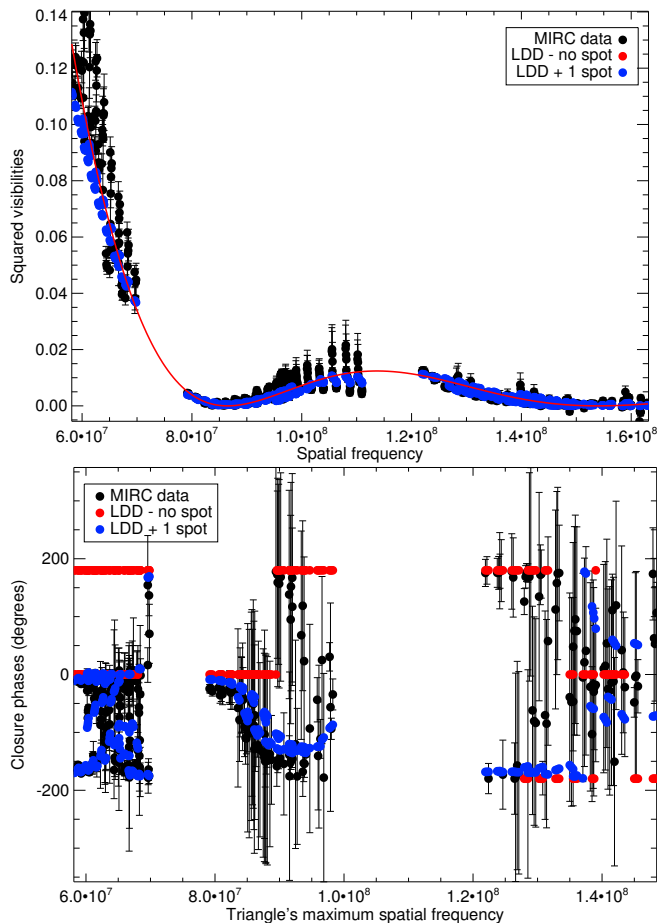 0.14
0.12
0.10
0.08
0.06
0.04
0.02
0.00
Squared visibilities
MIRC data
LDD - no spot
LDD + 1 spot
6.0•10⁷ 8.0•10⁷ 1.0•10⁸ 1.2•10⁸ 1.4•10⁸ 1.6•10⁸
Spatial frequency
MIRC data
LDD - no spot
LDD + 1 spot
200
0
-200
Closure phases (degrees)
6.0•10⁷ 8.0•10⁷ 1.0•10⁸ 1.2•10⁸ 1.4•10⁸
Triangle's maximum spatial frequency